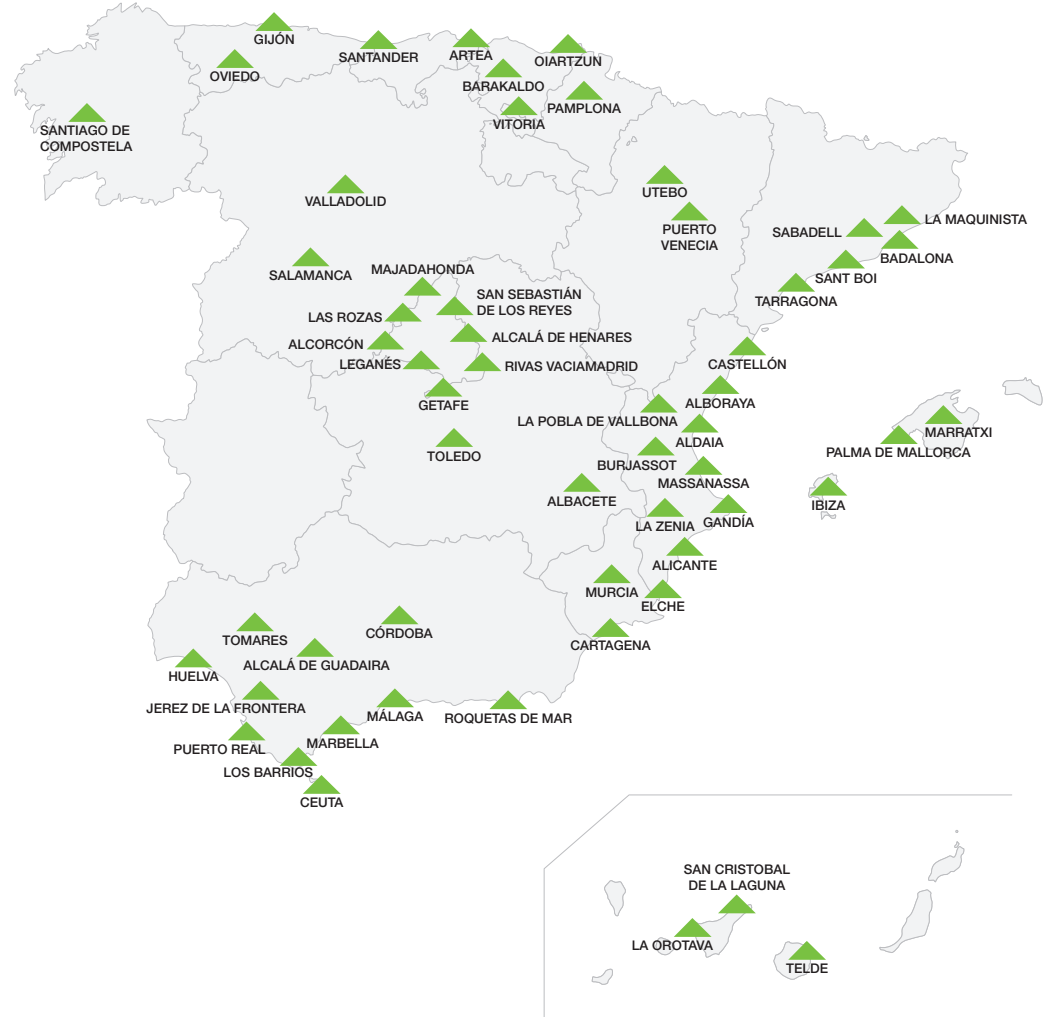 GIJÓN
SANTANDER
ARTEA
OIARTZUN
OVIEDO
BARAKALDO
PAMPLONA
VITORIA
SANTIAGO DE
COMPOSTELA
UTEBO
VALLADOLID
PUERTO
VENECIA
LA MAQUINISTA
SABADELL
BADALONA
SALAMANCA
MAJADAHONDA
SANT BOI
TARRAGONA
SAN SEBASTIÁN
DE LOS REYES
LAS ROZAS
ALCORCÓN
ALCALÁ DE HENARES
LEGANÉS
RIVAS VACIAMADRID
CASTELLÓN
GETAFE
ALBORAYA
LA POBLA DE VALLBONA
ALDAIA
MARRATXI
TOLEDO
PALMA DE MALLORCA
BURJASSOT
MASSANASSA
ALBACETE
IBIZA
LA ZENIA
GANDÍA
ALICANTE
MURCIA
ELCHE
CÓRDOBA
TOMARES
CARTAGENA
ALCALÁ DE GUADAIRA
HUELVA
JEREZ DE LA FRONTERA
MÁLAGA
ROQUETAS DE MAR
PUERTO REAL
MARBELLA
LOS BARRIOS
CEUTA
SAN CRISTOBAL
DE LA LAGUNA
LA OROTAVA
TELDE